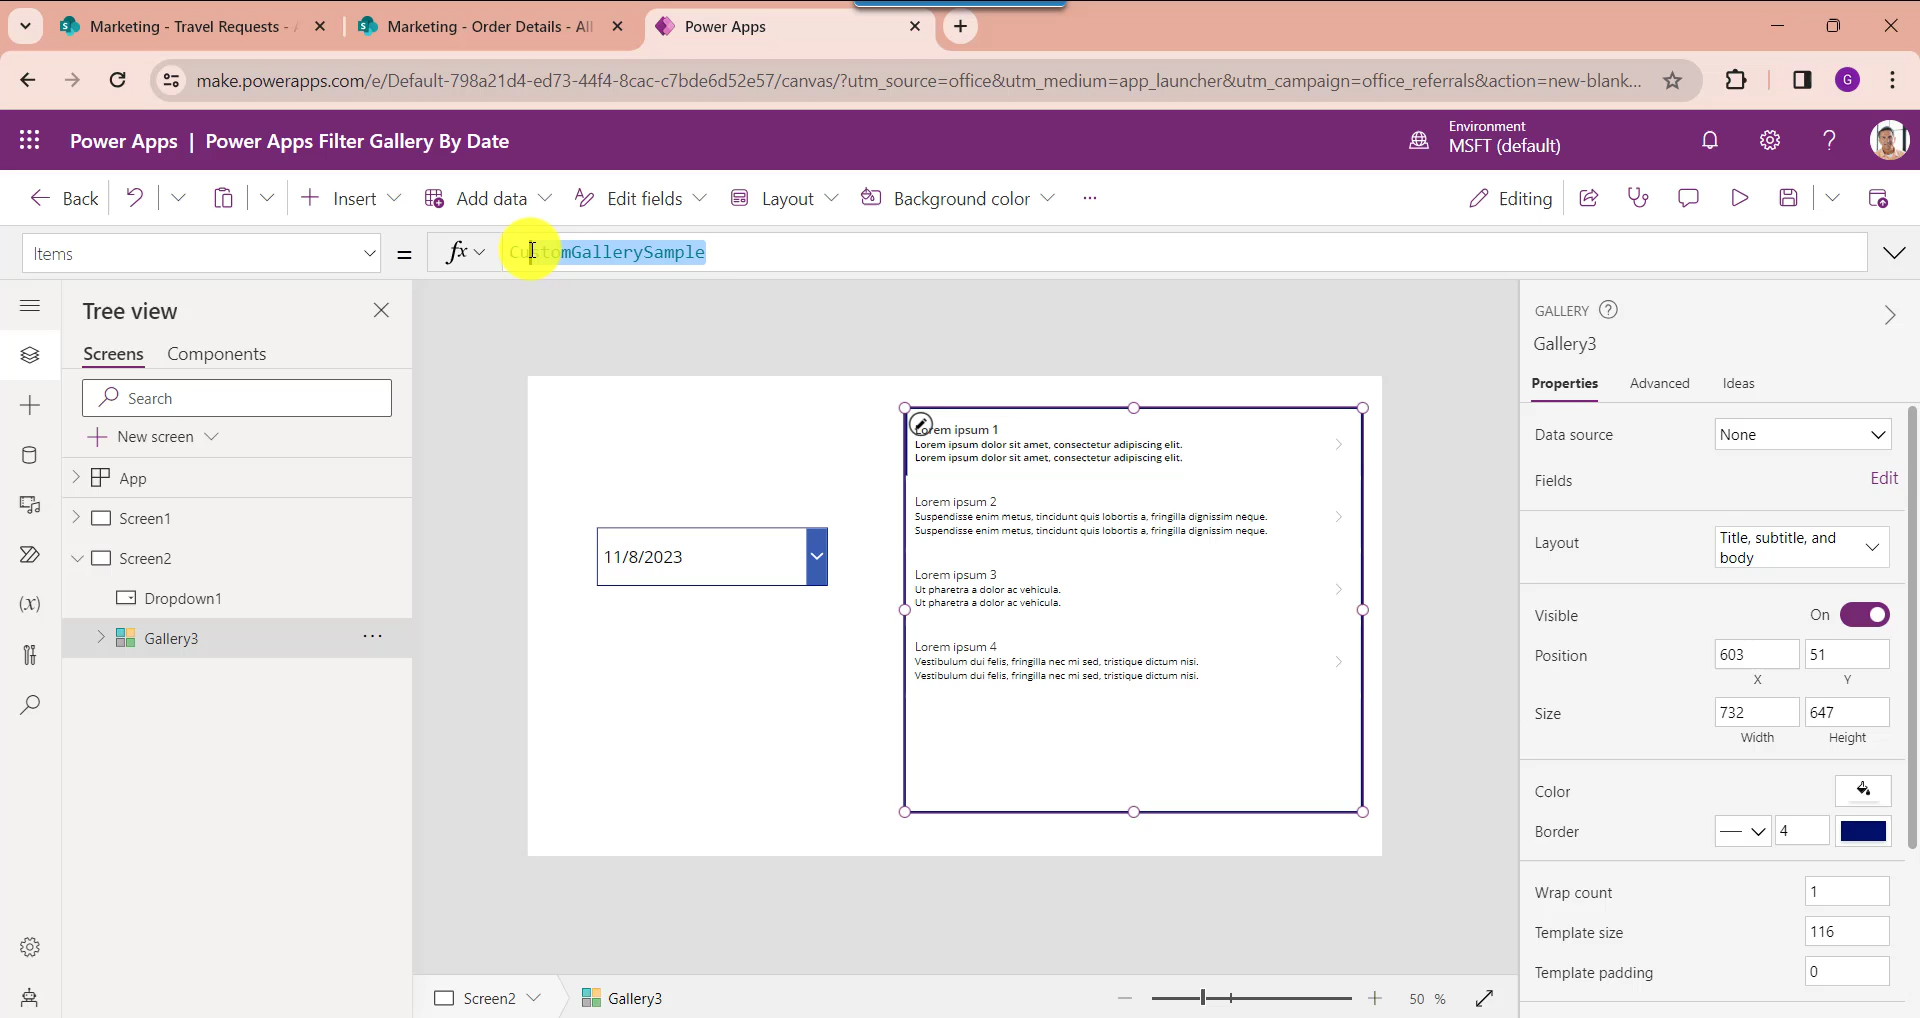 Marketing - Travel Requests - A
Marketing - Order Details - All
Power Apps
make.powerapps.com/e/Default-798a21d4-ed73-44f4-8cac-c7bde6d52e57/canvas/?utm_source=office&utm_medium=app_launcher&utm_campaign=office_referrals&action=new-blank...
G
Power Apps | Power Apps Filter Gallery By Date
Environment
MSFT (default)
Back
Insert
Add data
Edit fields
Layout
Background color
Editing
Items
=
fx
CustomGallerySample
Tree view
Screens
Components
Search
New screen
App
Screen1
Screen2
Dropdown1
Gallery3
11/8/2023
Lorem ipsum 1
Lorem ipsum dolor sit amet, consectetur adipiscing elit.
Lorem ipsum dolor sit amet, consectetur adipiscing elit.
Lorem ipsum 2
Suspendisse enim metus, tincidunt quis lobortis a, fringilla dignissim neque.
Suspendisse enim metus, tincidunt quis lobortis a, fringilla dignissim neque.
Lorem ipsum 3
Ut pharetra a dolor ac vehicula.
Ut pharetra a dolor ac vehicula.
Lorem ipsum 4
Vestibulum dui felis, fringilla nec mi sed, tristique dictum nisi.
Vestibulum dui felis, fringilla nec mi sed, tristique dictum nisi.
GALLERY
Gallery3
Properties
Advanced
Ideas
Data source
None
Fields
Edit
Layout
Title, subtitle, and
body
Visible
On
Position
603
51
X
Y
Size
732
647
Width
Height
Color
Border
4
Wrap count
1
Template size
116
Template padding
0
Screen2
Gallery3
50 %